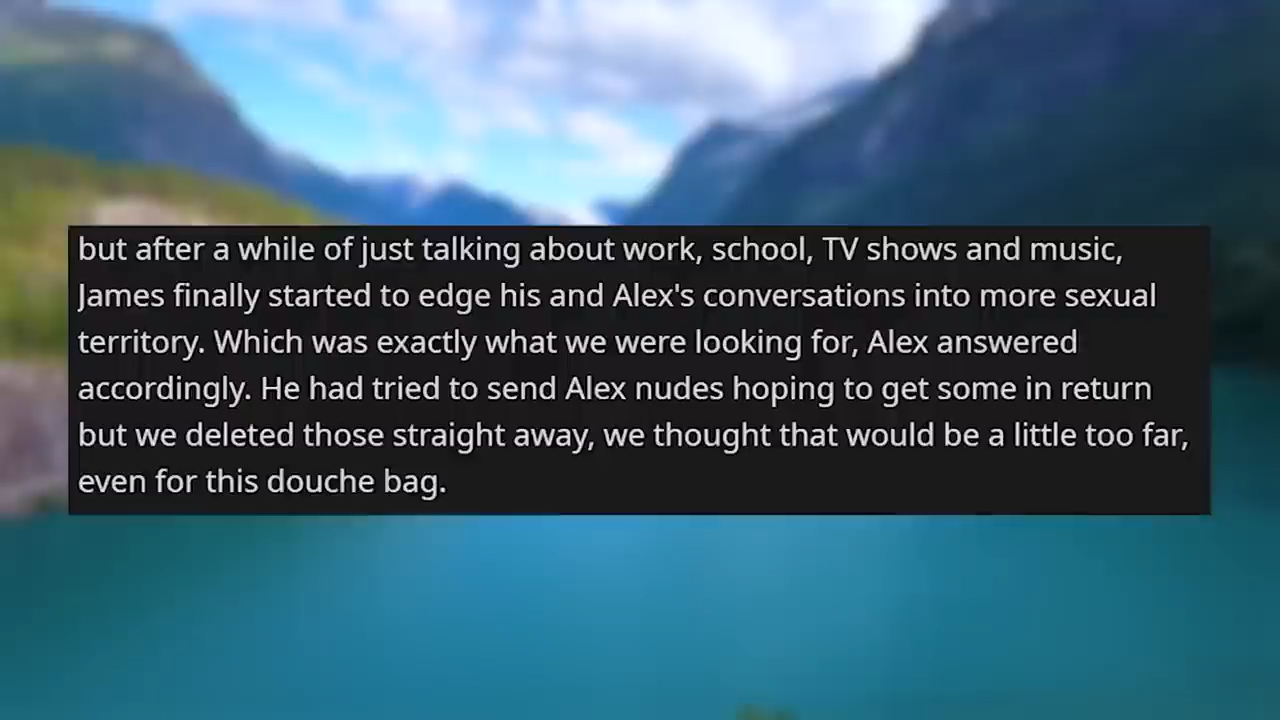 but after a while of just talking about work, school, TV shows and music,
James finally started to edge his and Alex's conversations into more sexual
territory. Which was exactly what we were looking for, Alex answered
accordingly. He had tried to send Alex nudes hoping to get some in return
but we deleted those straight away, we thought that would be a little too far,
even for this douche bag.